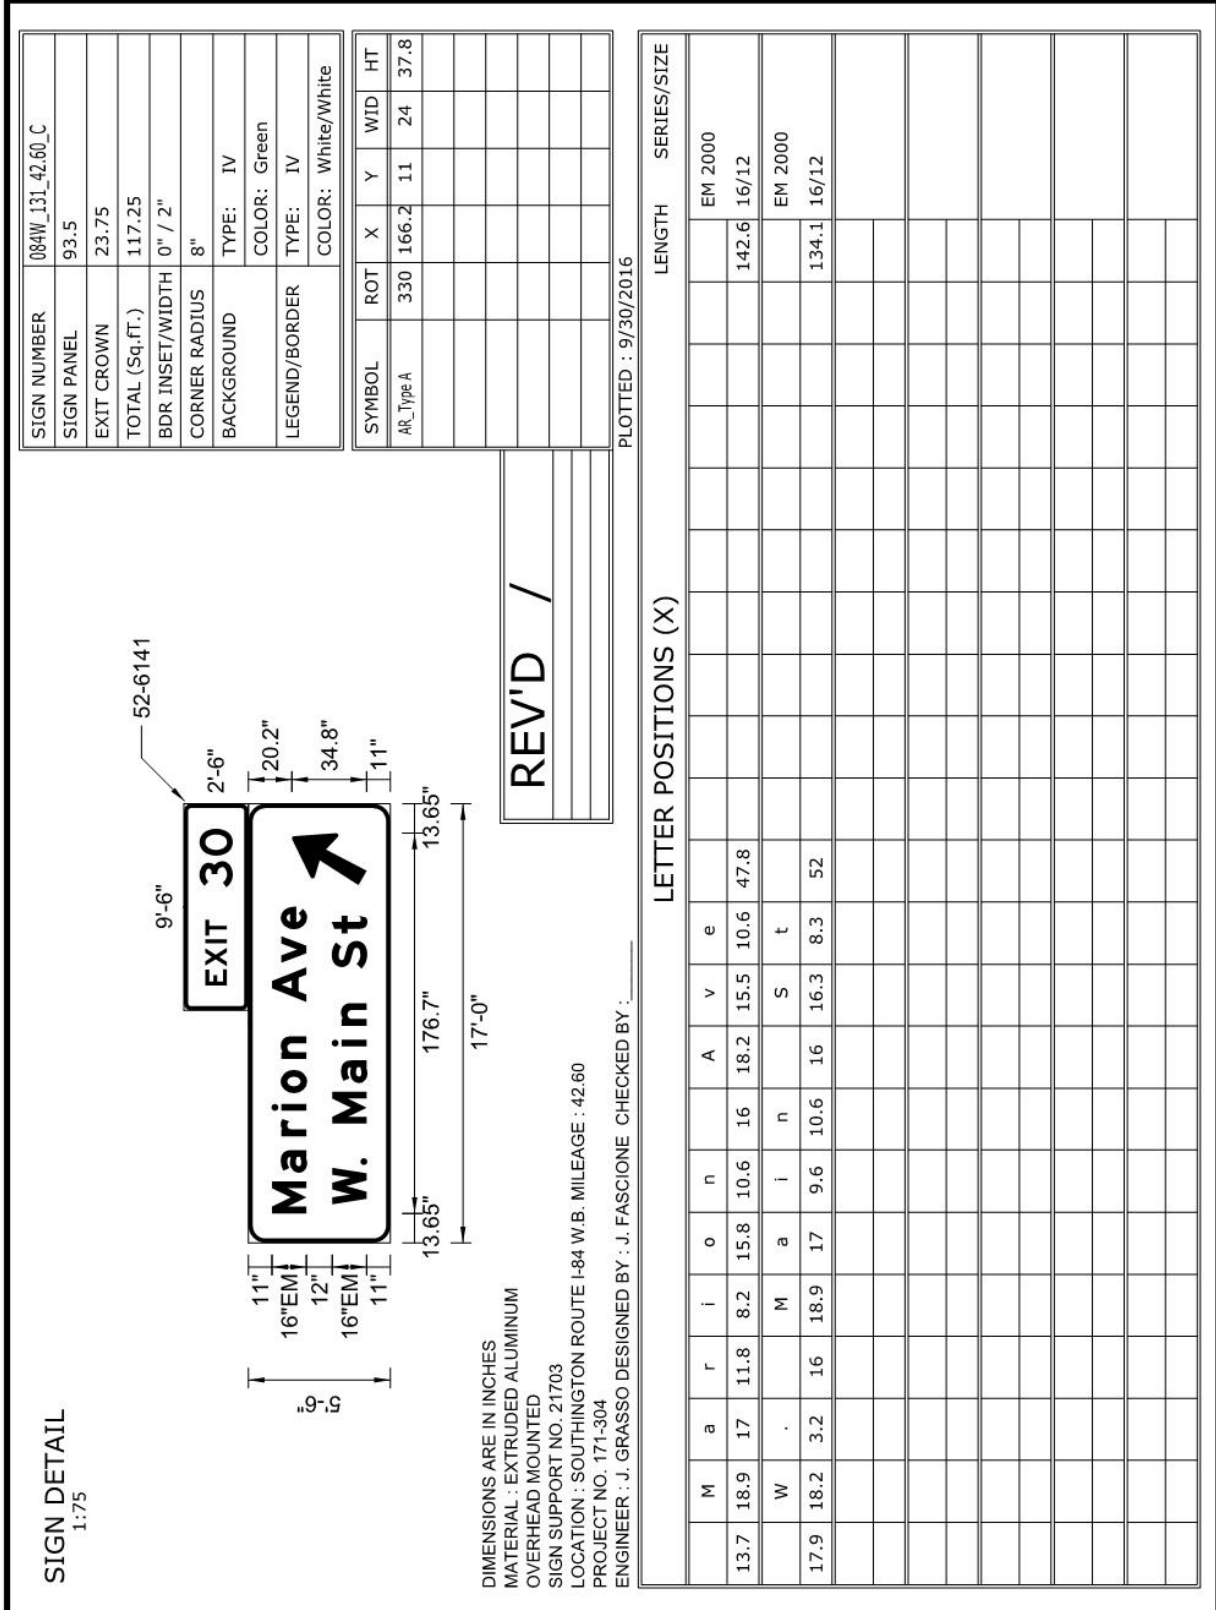 SIGN DETAIL
1:75
52-6141
9'-6"
2'-6"
EXIT 30
Marion Ave
W. Main St
20.2"
34.8"
11"
11"
16"EM
12"
16"EM
11"
5'-6"
13.65"
176.7"
13.65"
17'-0"
DIMENSIONS ARE IN INCHES
MATERIAL : EXTRUDED ALUMINUM
OVERHEAD MOUNTED
SIGN SUPPORT NO. 21703
LOCATION : SOUTHINGTON ROUTE I-84 W.B. MILEAGE : 42.60
PROJECT NO. 171-304
ENGINEER : J. GRASSO DESIGNED BY : J. FASCIONE CHECKED BY :
REV'D /
SIGN NUMBER 084W_131_42.60_C
SIGN PANEL 93.5
EXIT CROWN 23.75
TOTAL (Sq.fT.) 117.25
BDR INSET/WIDTH 0" / 2"
CORNER RADIUS 8"
BACKGROUND TYPE: IV
COLOR: Green
LEGEND/BORDER TYPE: IV
COLOR: White/White
SYMBOL ROT X Y WID HT
AR_Type A 330 166.2 11 24 37.8
PLOTTED : 9/30/2016
LETTER POSITIONS (X) LENGTH SERIES/SIZE
M a r i o n A v e EM 2000
13.7 18.9 17 11.8 8.2 15.8 10.6 16 18.2 15.5 10.6 47.8 142.6 16/12
W . M a i n S t EM 2000
17.9 18.2 3.2 16 18.9 17 9.6 10.6 16 16.3 8.3 52 134.1 16/12